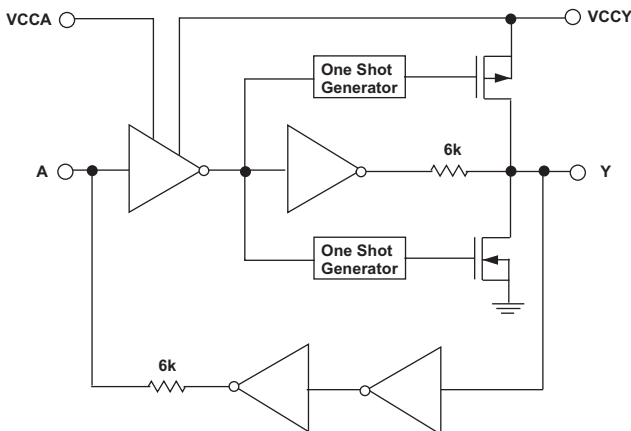 VCCA
VCCY
One Shot
Generator
6k
A
Y
One Shot
Generator
6k